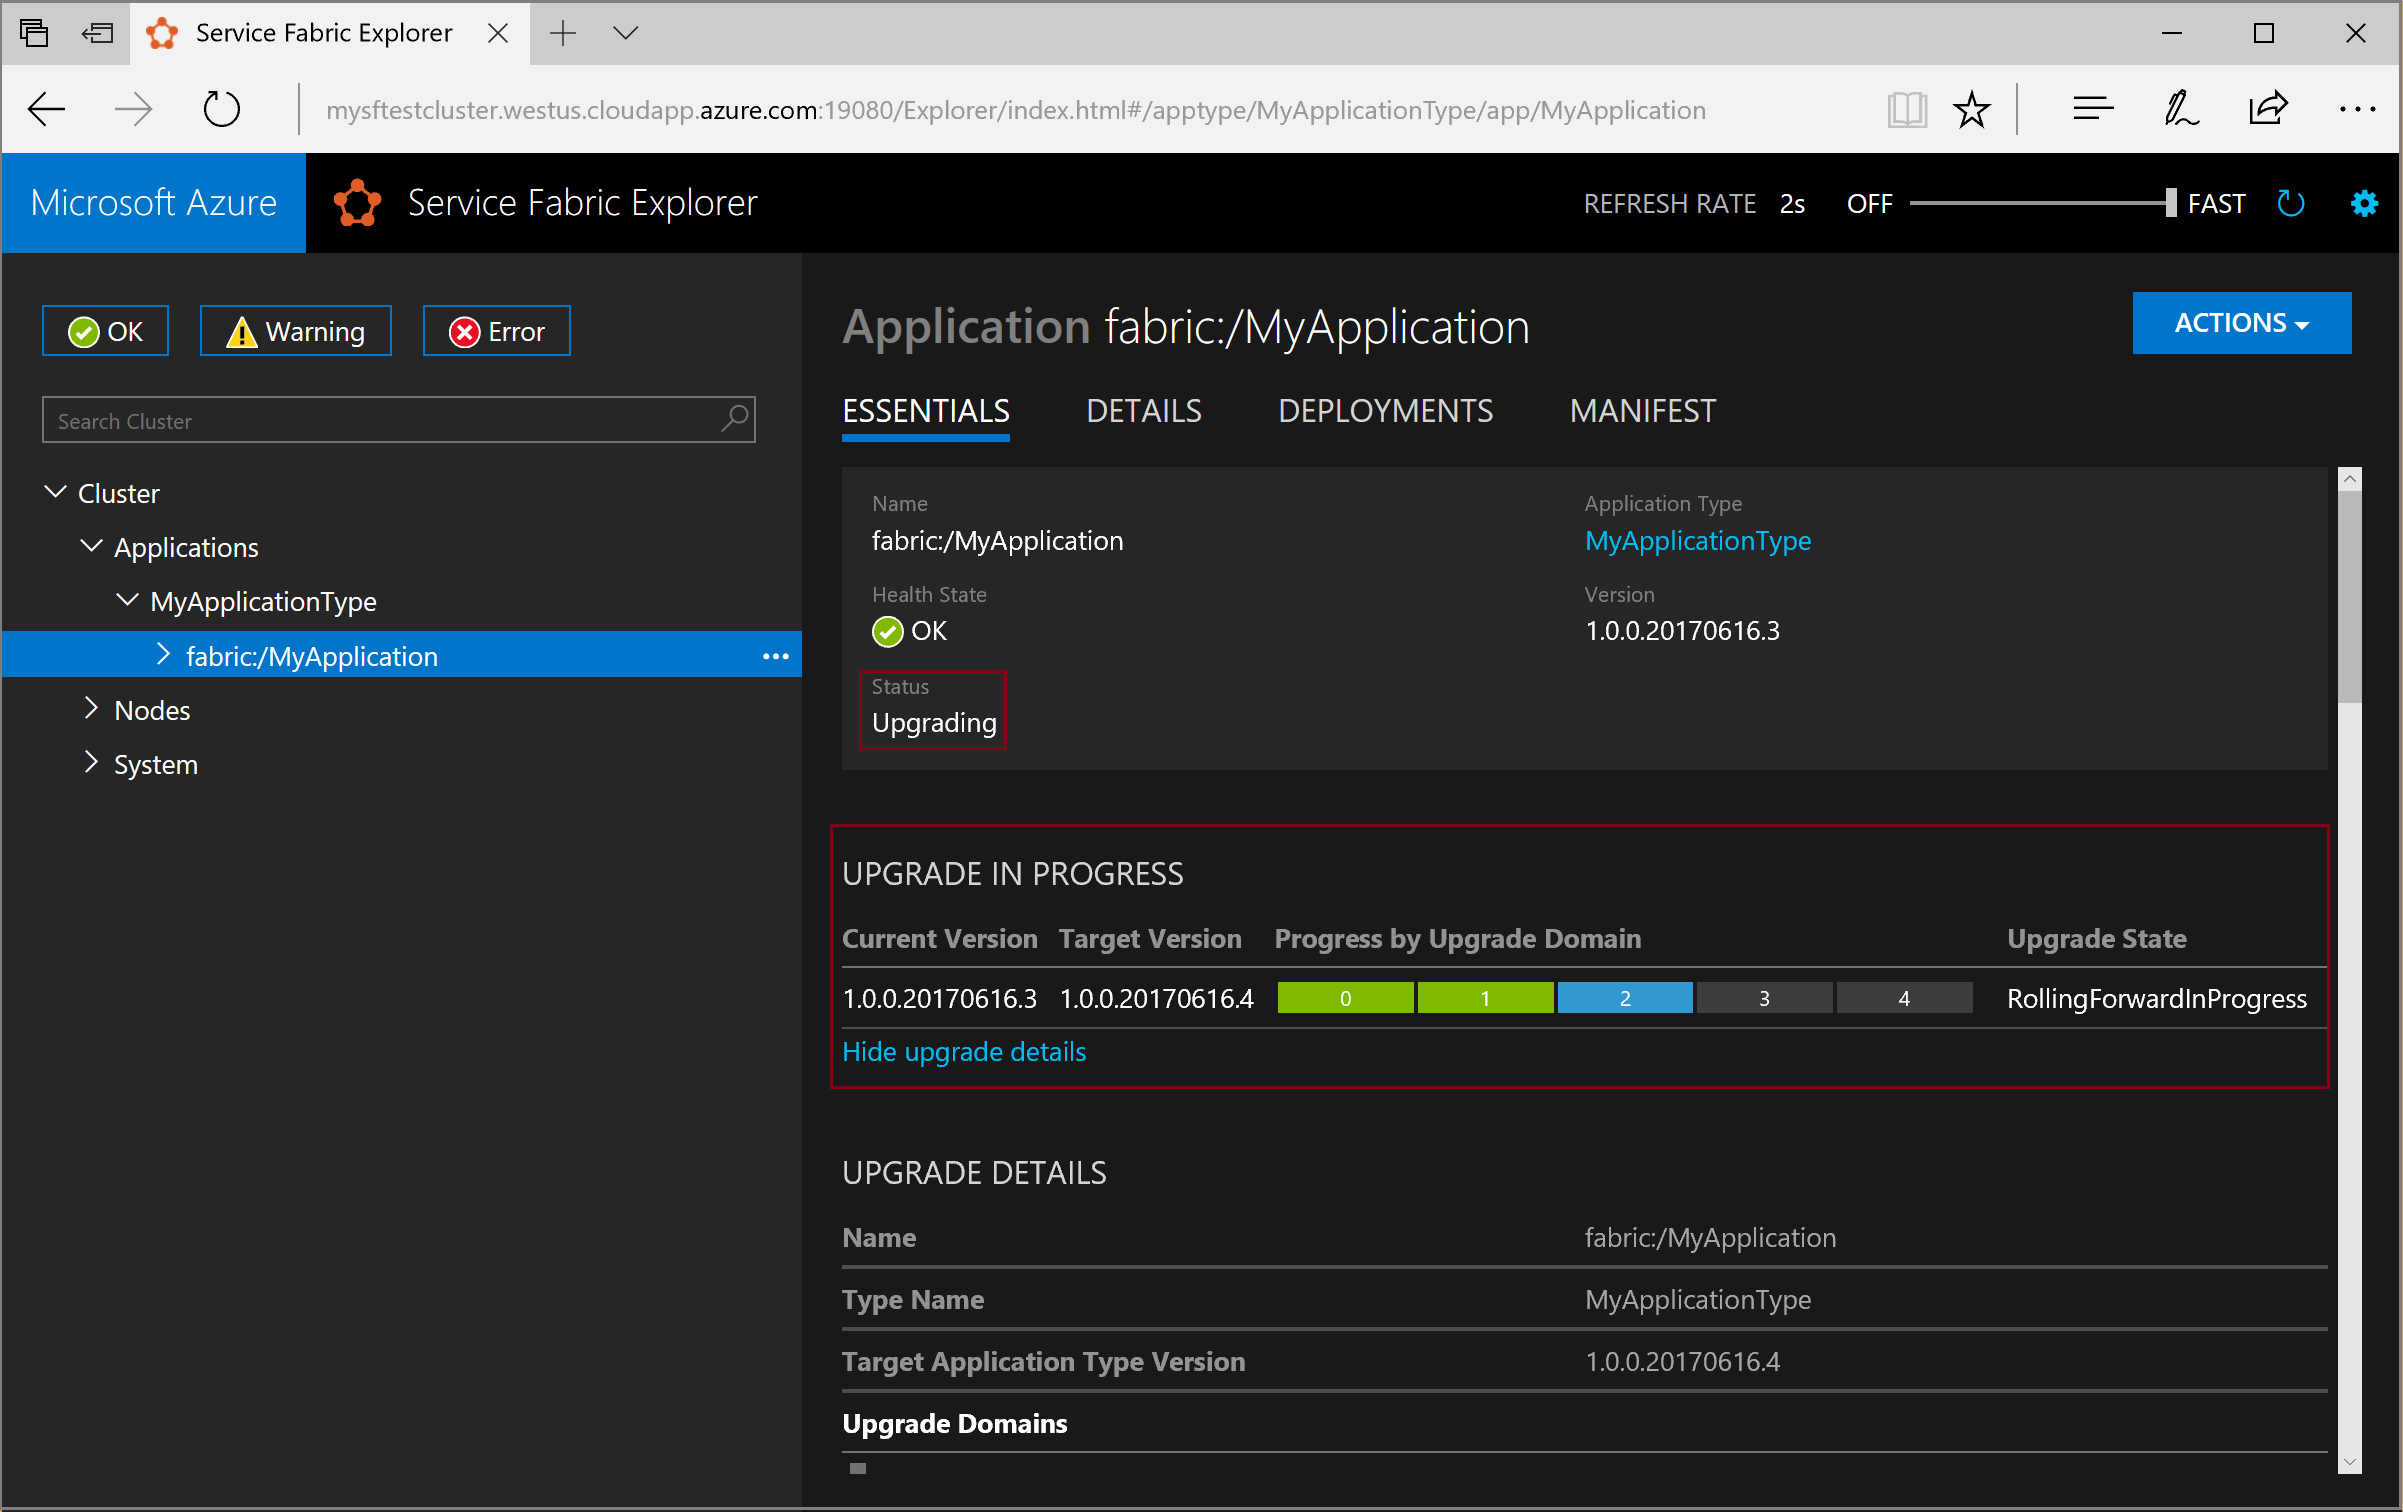 Service Fabric Explorer
mysftestcluster.westus.cloudapp.azure.com:19080/Explorer/index.html#/apptype/MyApplicationType/app/MyApplication
Microsoft Azure
Service Fabric Explorer
REFRESH RATE 2s OFF FAST
OK Warning Error
Search Cluster
Cluster
Applications
MyApplicationType
fabric:/MyApplication
Nodes
System
Application fabric:/MyApplication
ACTIONS
ESSENTIALS DETAILS DEPLOYMENTS MANIFEST
Name
fabric:/MyApplication
Application Type
MyApplicationType
Health State
OK
Version
1.0.0.20170616.3
Status
Upgrading
UPGRADE IN PROGRESS
Current Version Target Version Progress by Upgrade Domain Upgrade State
1.0.0.20170616.3 1.0.0.20170616.4 0 1 2 3 4 RollingForwardInProgress
Hide upgrade details
UPGRADE DETAILS
Name fabric:/MyApplication
Type Name MyApplicationType
Target Application Type Version 1.0.0.20170616.4
Upgrade Domains